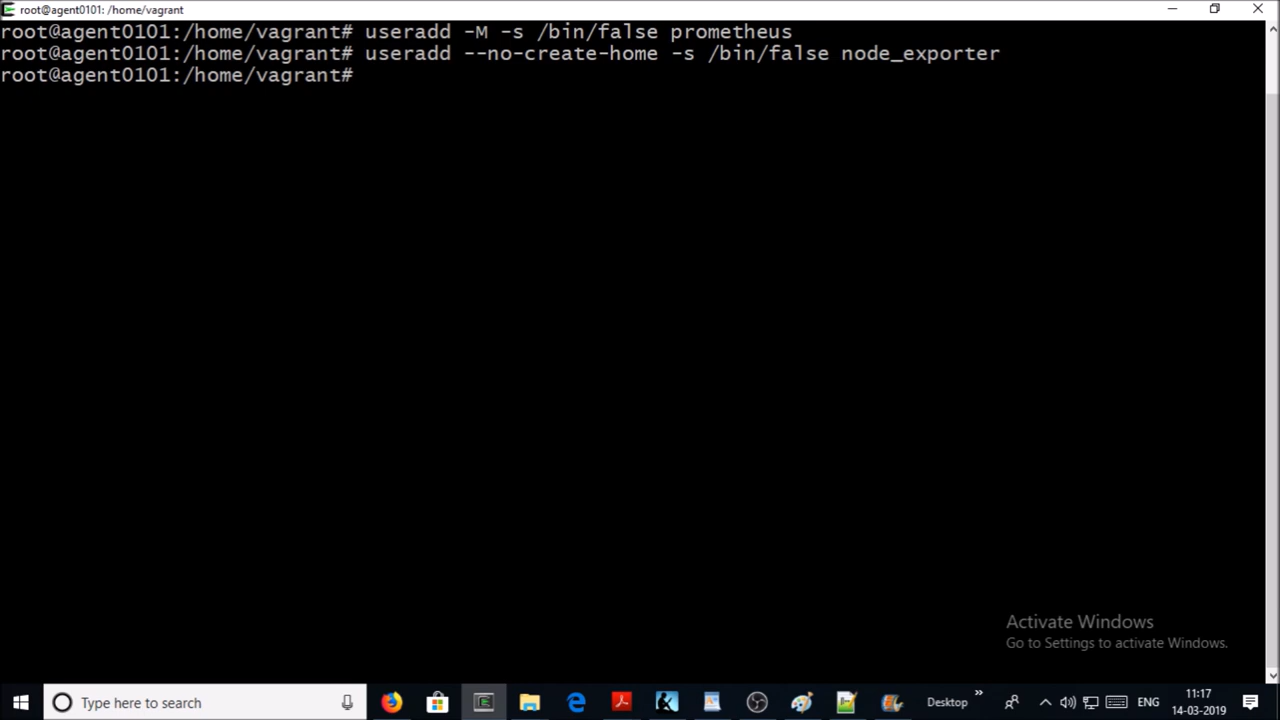 root@agent0101: /home/vagrant
root@agent0101:/home/vagrant# useradd -M -s /bin/false prometheus
root@agent0101:/home/vagrant# useradd --no-create-home -s /bin/false node_exporter
root@agent0101:/home/vagrant#
Activate Windows
Go to Settings to activate Windows.
Type here to search
Desktop
ENG
11:17
14-03-2019